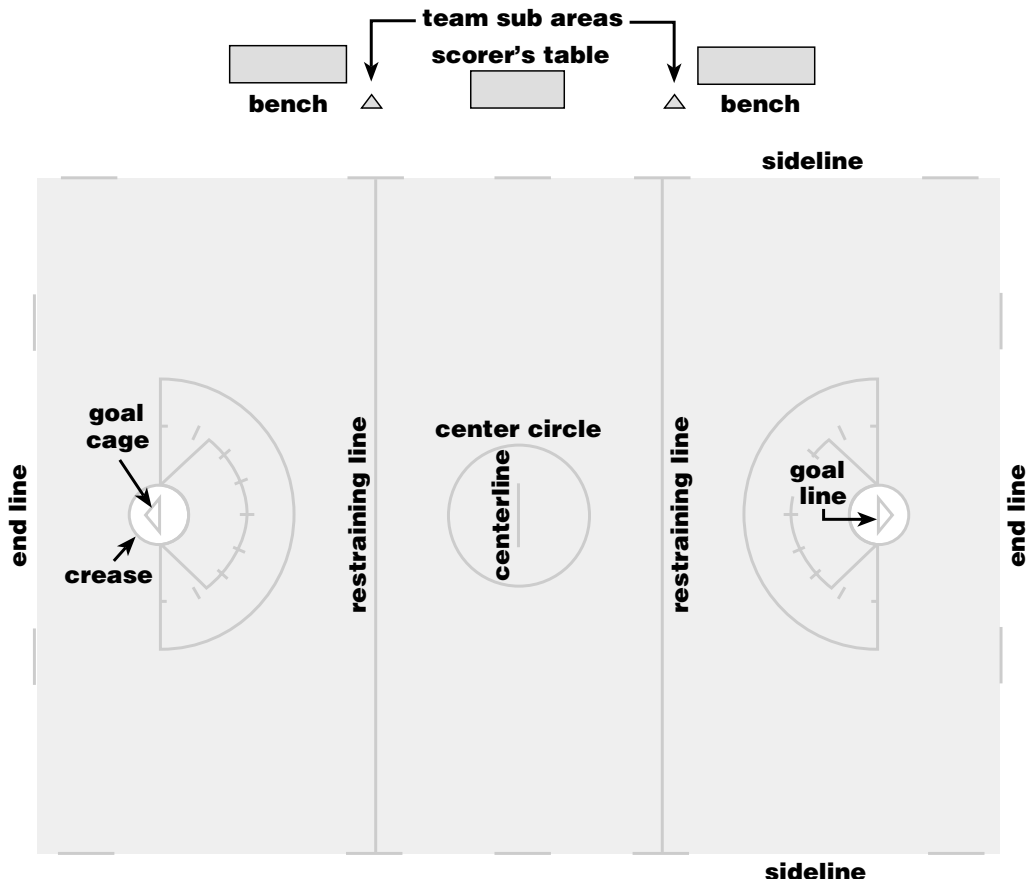 team sub areas
scorer's table
bench
bench
sideline
goal
cage
crease
end line
restraining line
center circle
centerline
restraining line
goal
line
end line
sideline